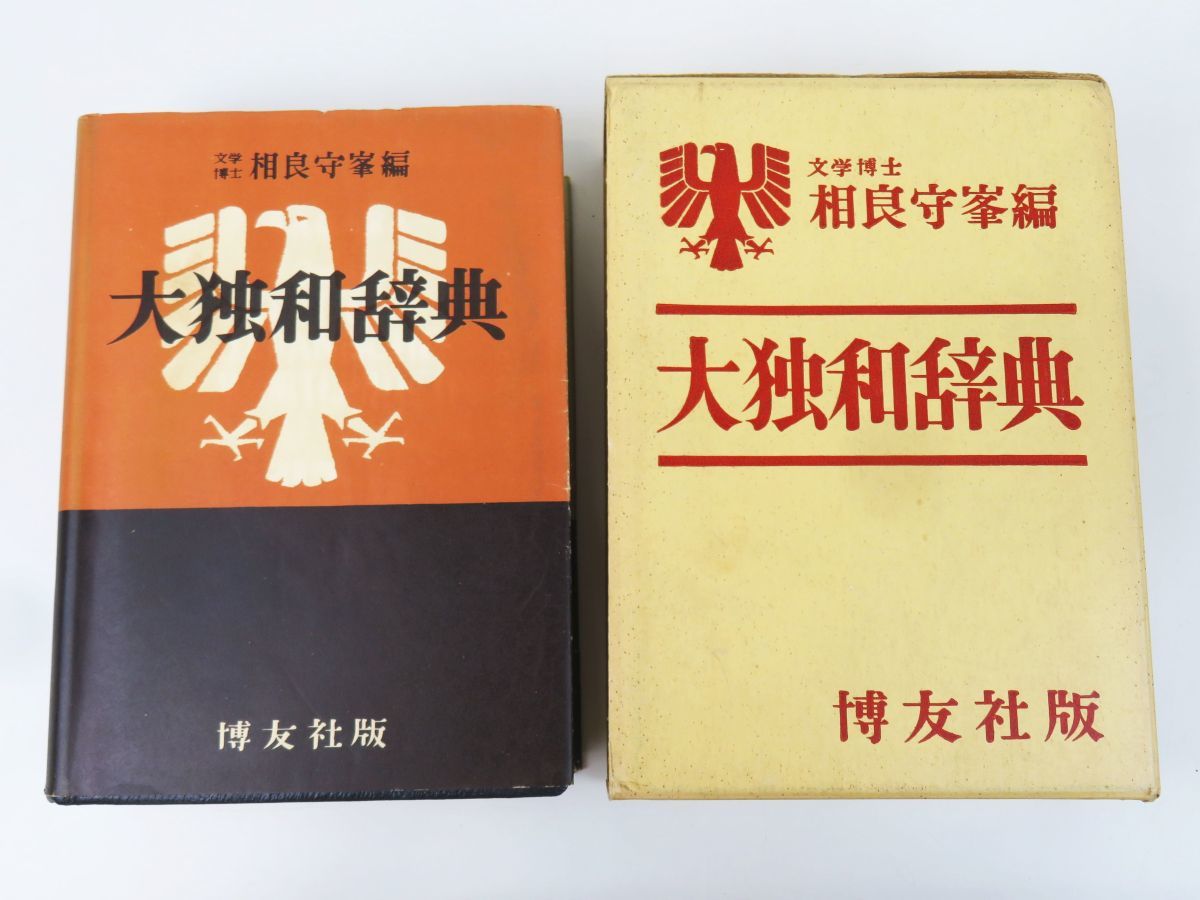 文学
博士 相良守峯編
大独和辞典
博友社版
文学博士
相良守峯編
大独和辞典
博友社版